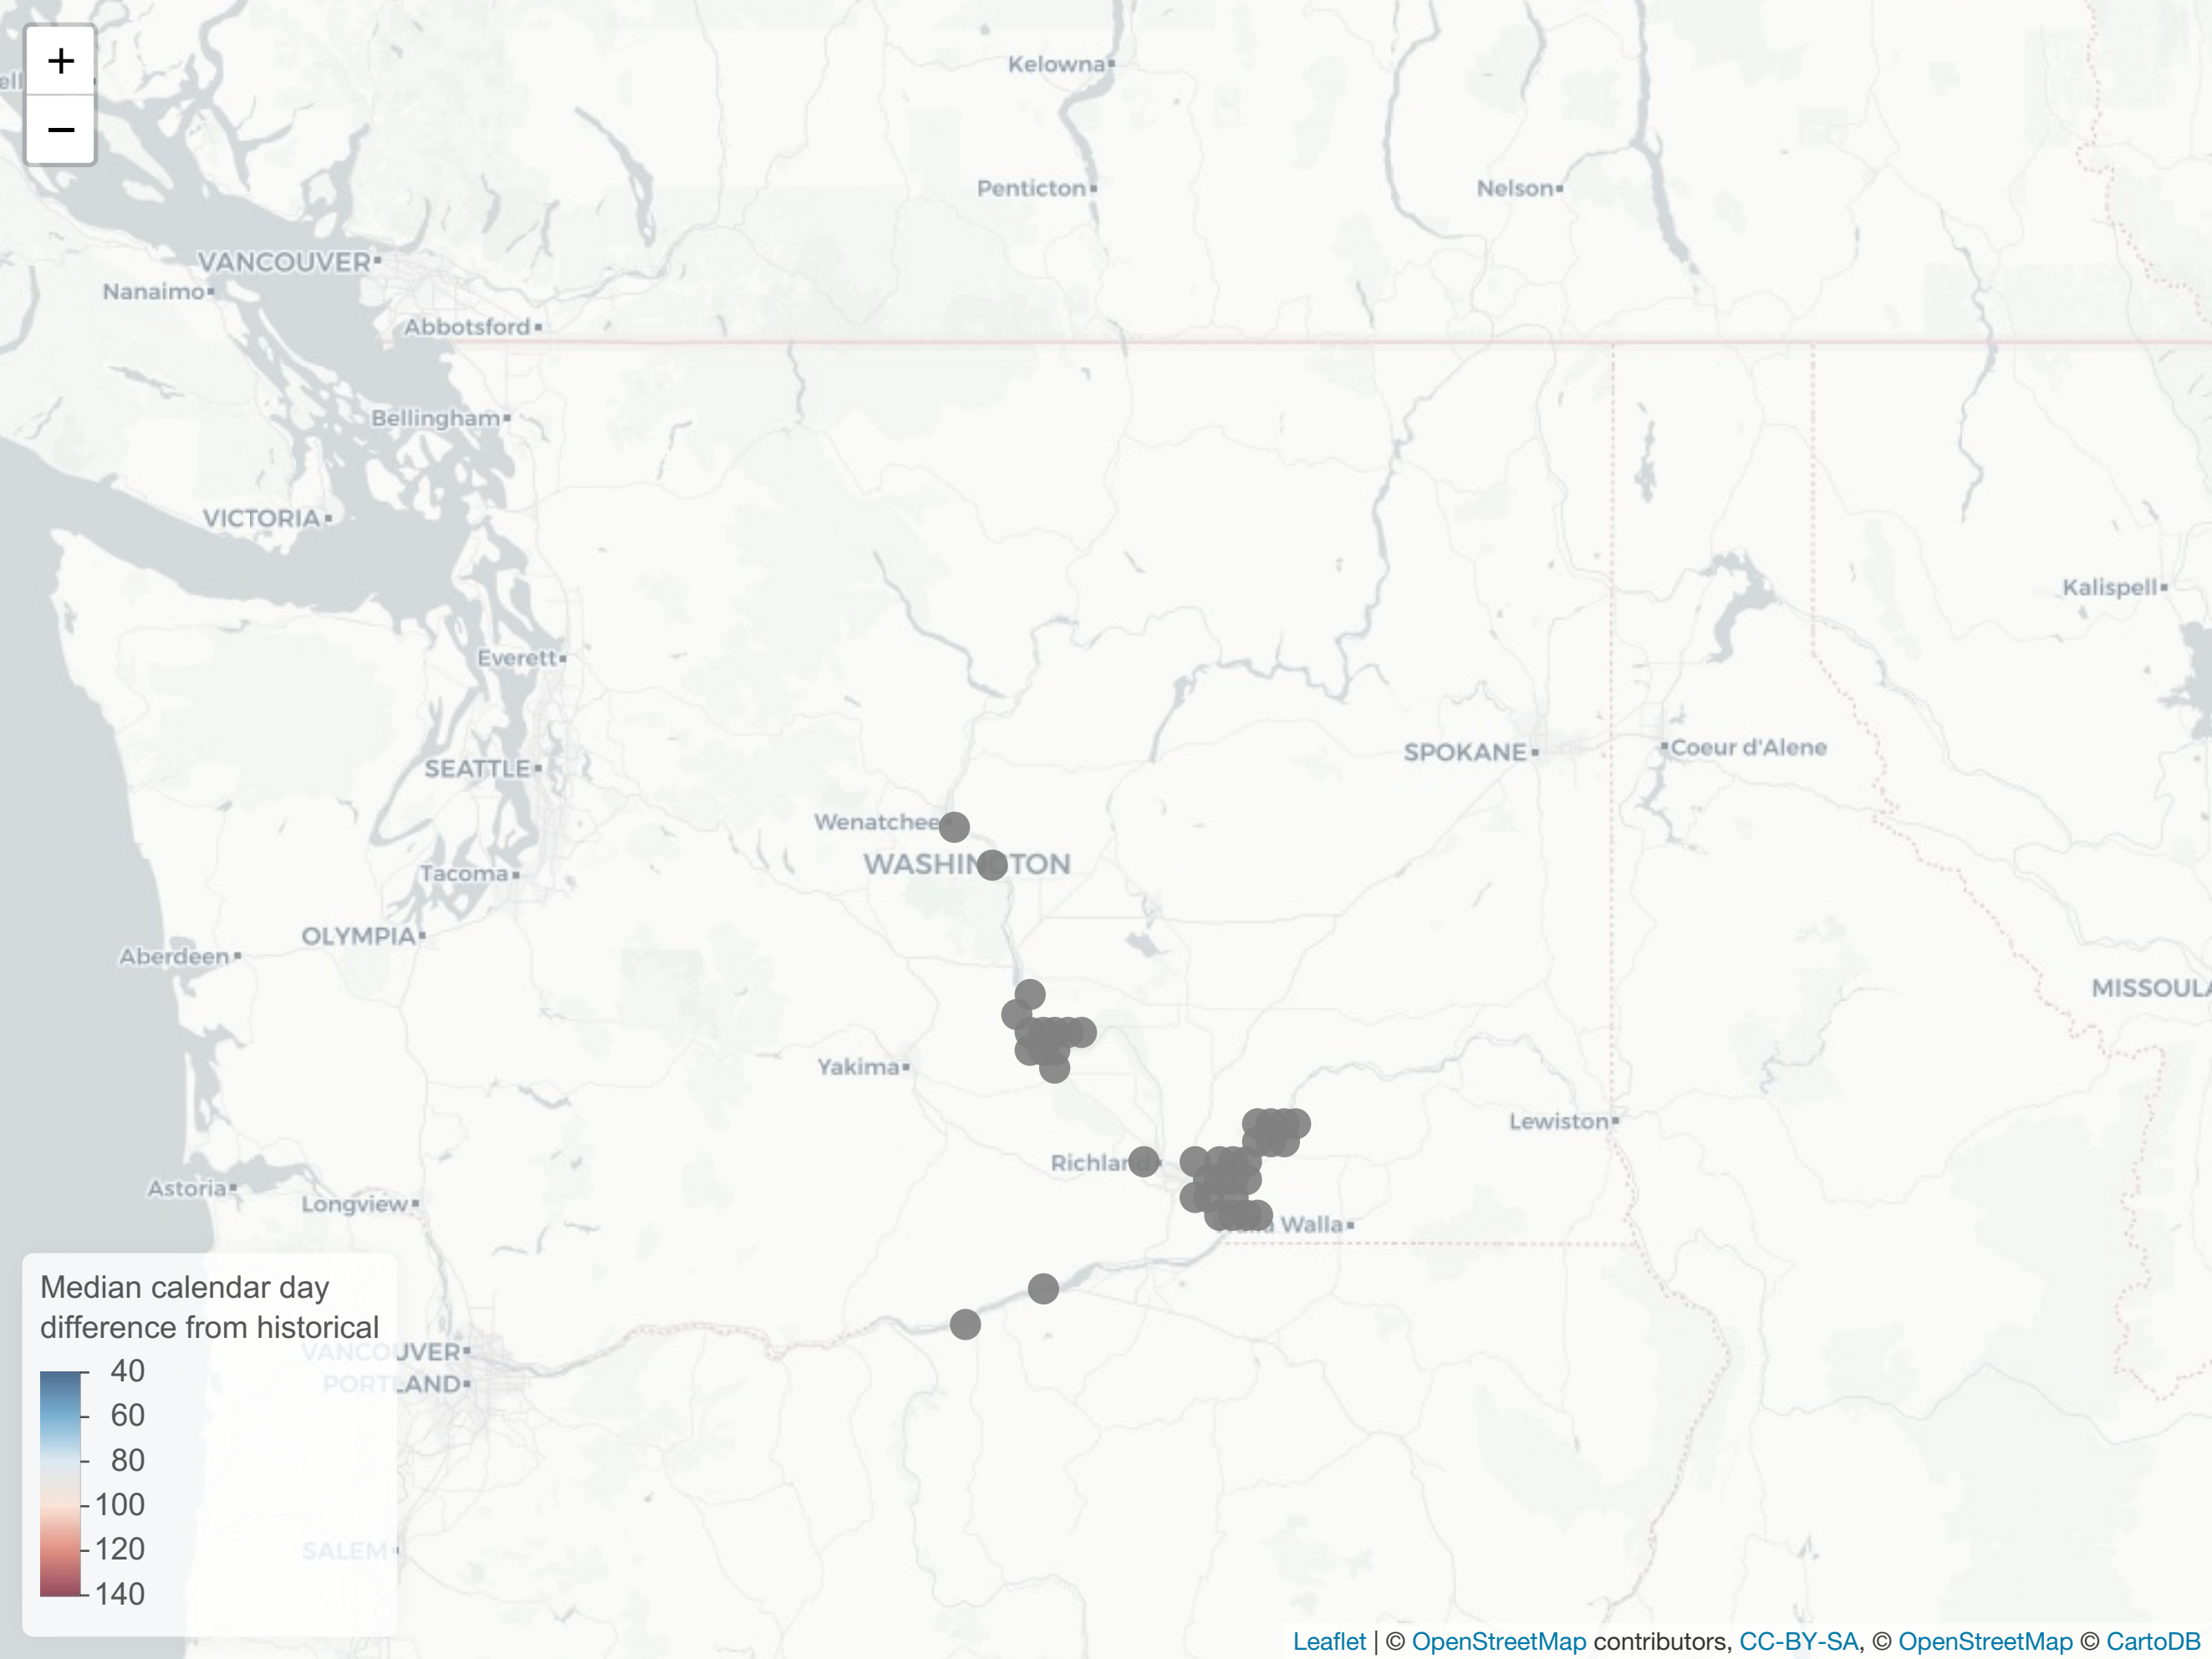 +
−
Kelowna
Penticton
Nelson
VANCOUVER
Nanaimo
Abbotsford
Bellingham
VICTORIA
Kalispell
Everett
SEATTLE
SPOKANE
Coeur d'Alene
Wenatchee
WASHINGTON
Tacoma
OLYMPIA
Aberdeen
MISSOULA
Yakima
Lewiston
Richland
Astoria
Longview
Walla
Median calendar day
difference from historical
VANCOUVER
PORTLAND
SALEM
40
60
80
100
120
140
Leaflet | © OpenStreetMap contributors, CC-BY-SA, © OpenStreetMap © CartoDB